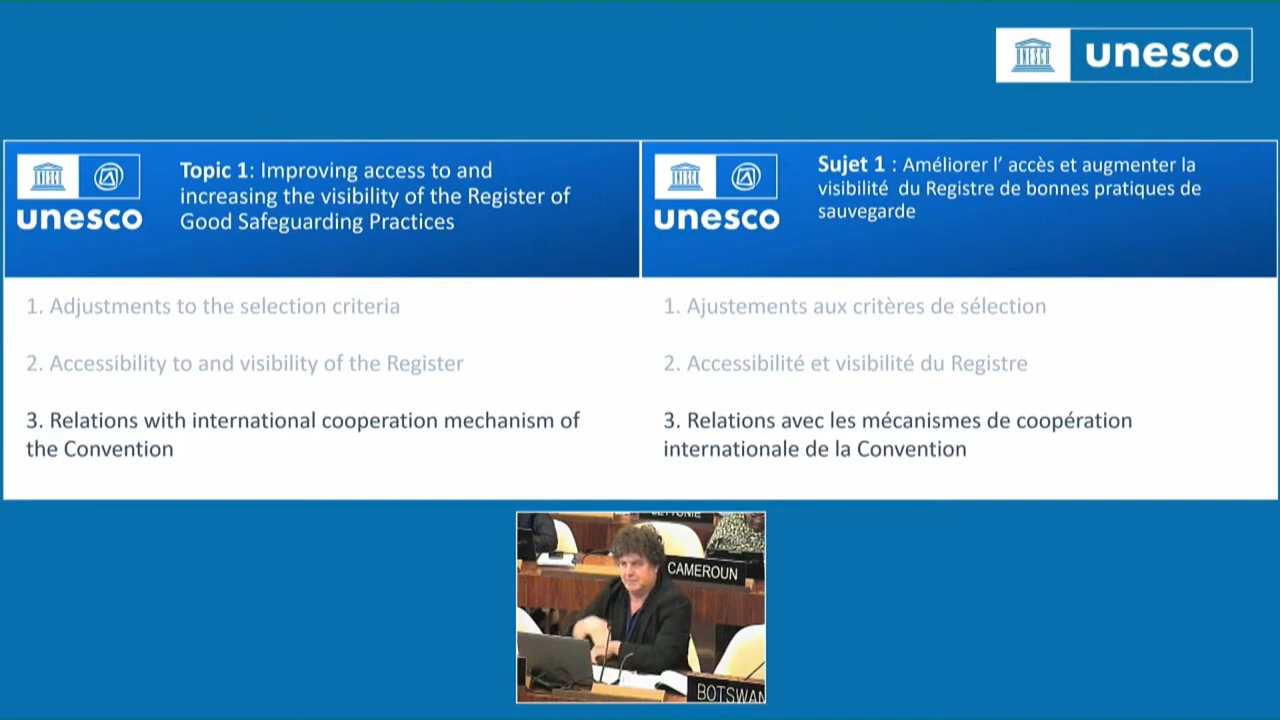 unesco
unesco
Topic 1: Improving access to and
increasing the visibility of the Register of
Good Safeguarding Practices
unesco
Sujet 1 : Améliorer l’ accès et augmenter la
visibilité du Registre de bonnes pratiques de
sauvegarde
1. Adjustments to the selection criteria
2. Accessibility to and visibility of the Register
3. Relations with international cooperation mechanism of
the Convention
1. Ajustements aux critères de sélection
2. Accessibilité et visibilité du Registre
3. Relations avec les mécanismes de coopération
internationale de la Convention
LETTONIE
CAMEROUN
BOTSWAN